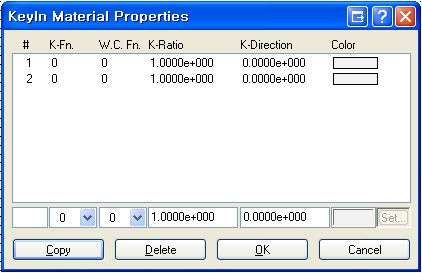 KeyIn Material Properties
# K-Fn. W.C. Fn. K-Ratio K-Direction Color
1 0 0 1.0000e+000 0.0000e+000
2 0 0 1.0000e+000 0.0000e+000
0 0 1.0000e+000 0.0000e+000 Set...
Copy Delete OK Cancel